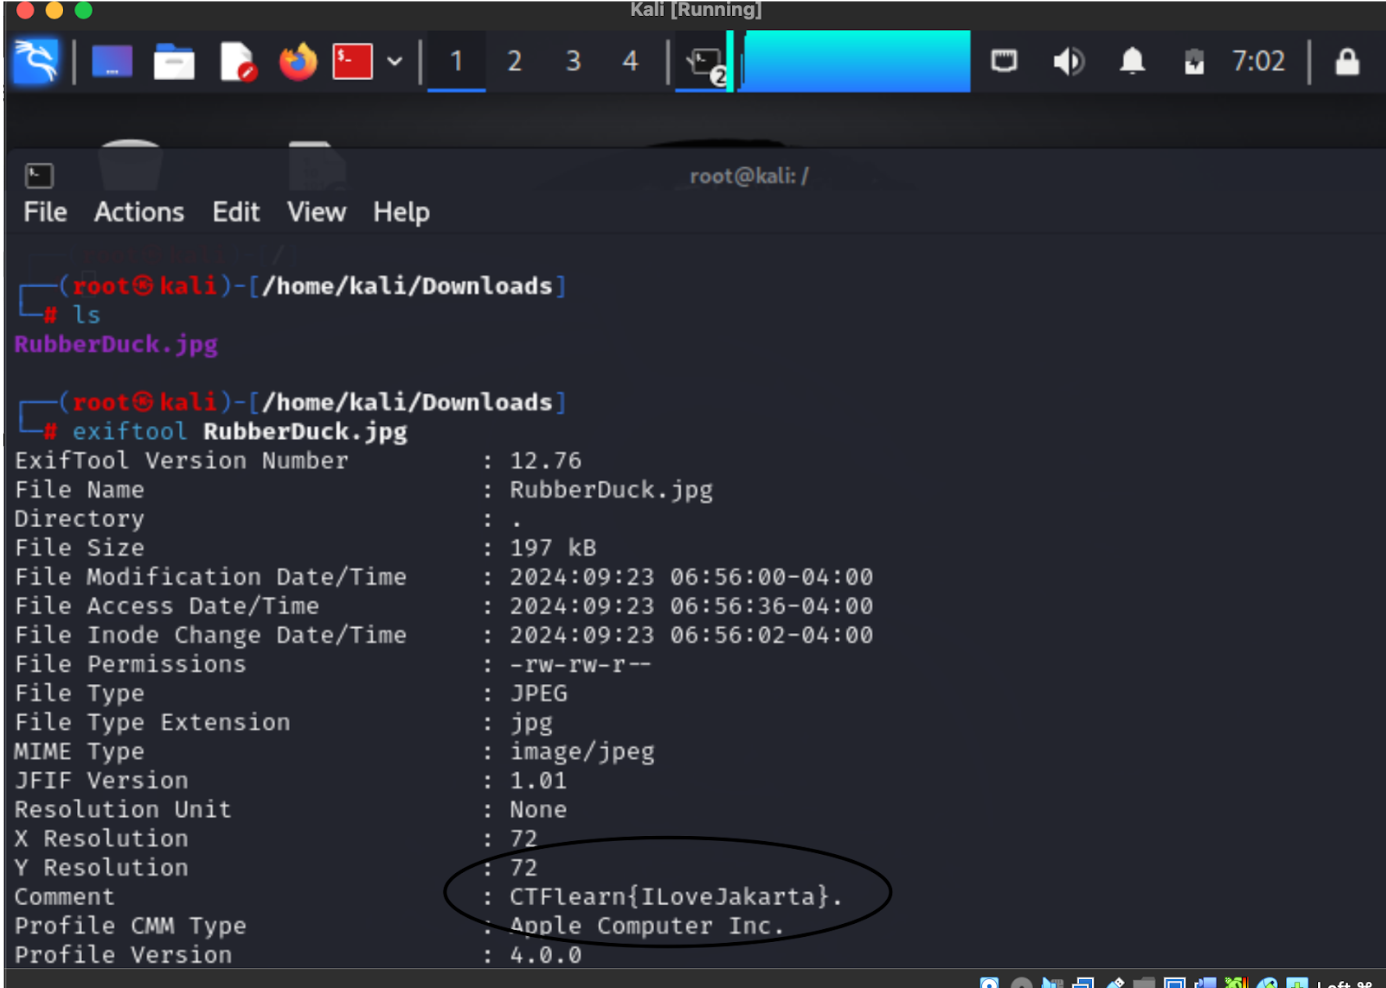 Kali [Running]
1 2 3 4 2 7:02
root@kali: /
File Actions Edit View Help
┌──(root㉿kali)-[/home/kali/Downloads]
└─# ls
RubberDuck.jpg
┌──(root㉿kali)-[/home/kali/Downloads]
└─# exiftool RubberDuck.jpg
ExifTool Version Number : 12.76
File Name : RubberDuck.jpg
Directory : .
File Size : 197 kB
File Modification Date/Time : 2024:09:23 06:56:00-04:00
File Access Date/Time : 2024:09:23 06:56:36-04:00
File Inode Change Date/Time : 2024:09:23 06:56:02-04:00
File Permissions : -rw-rw-r--
File Type : JPEG
File Type Extension : jpg
MIME Type : image/jpeg
JFIF Version : 1.01
Resolution Unit : None
X Resolution : 72
Y Resolution : 72
Comment : CTFlearn{ILoveJakarta}.
Profile CMM Type : Apple Computer Inc.
Profile Version : 4.0.0
Left ⌘